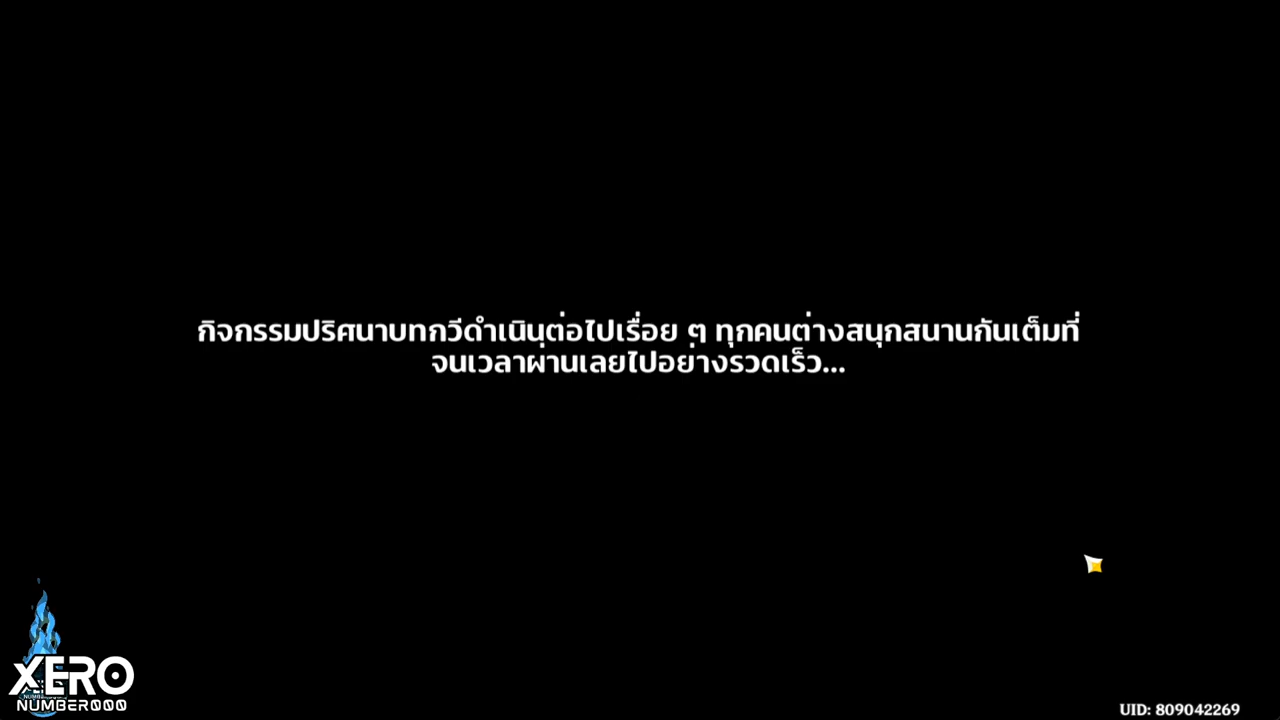 กิจกรรมปริศนาบทกวีดำเนินต่อไปเรื่อย ๆ ทุกคนต่างสนุกสนานกันเต็มที่
จนเวลาผ่านเลยไปอย่างรวดเร็ว...
XERO
NUMBER000
UID: 809042269